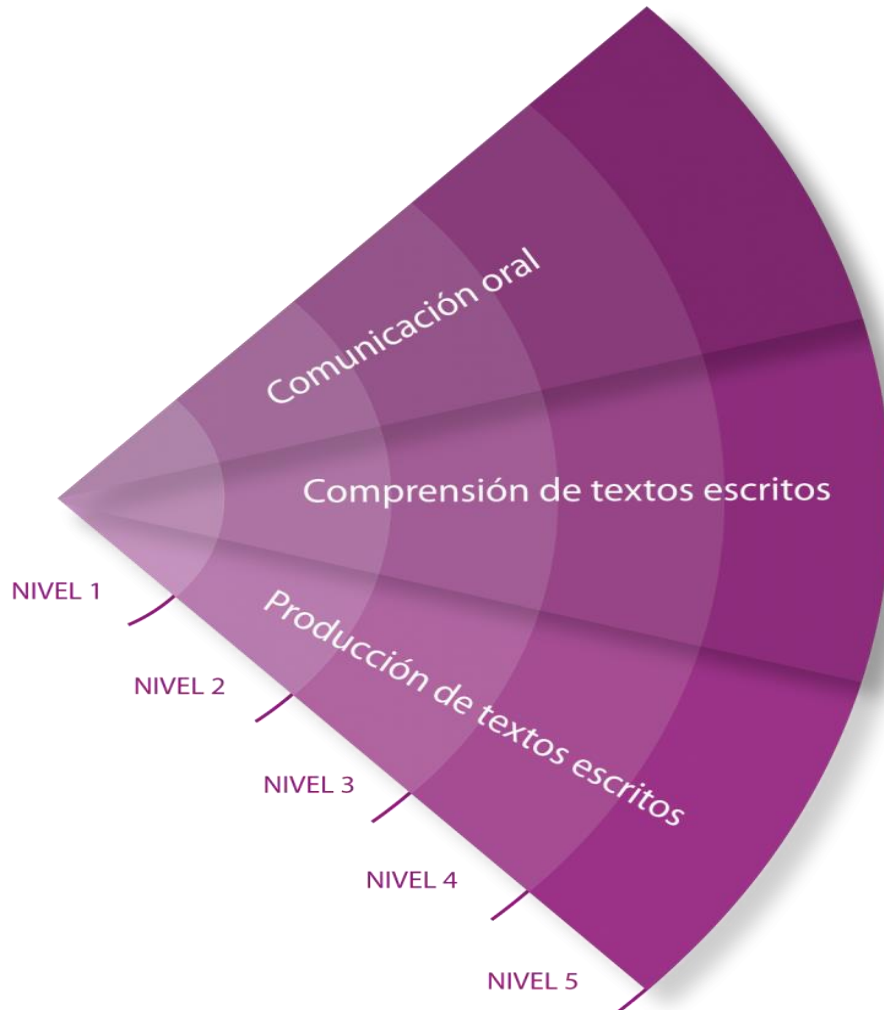 Comunicación oral
Comprensión de textos escritos
Producción de textos escritos
NIVEL 1
NIVEL 2
NIVEL 3
NIVEL 4
NIVEL 5